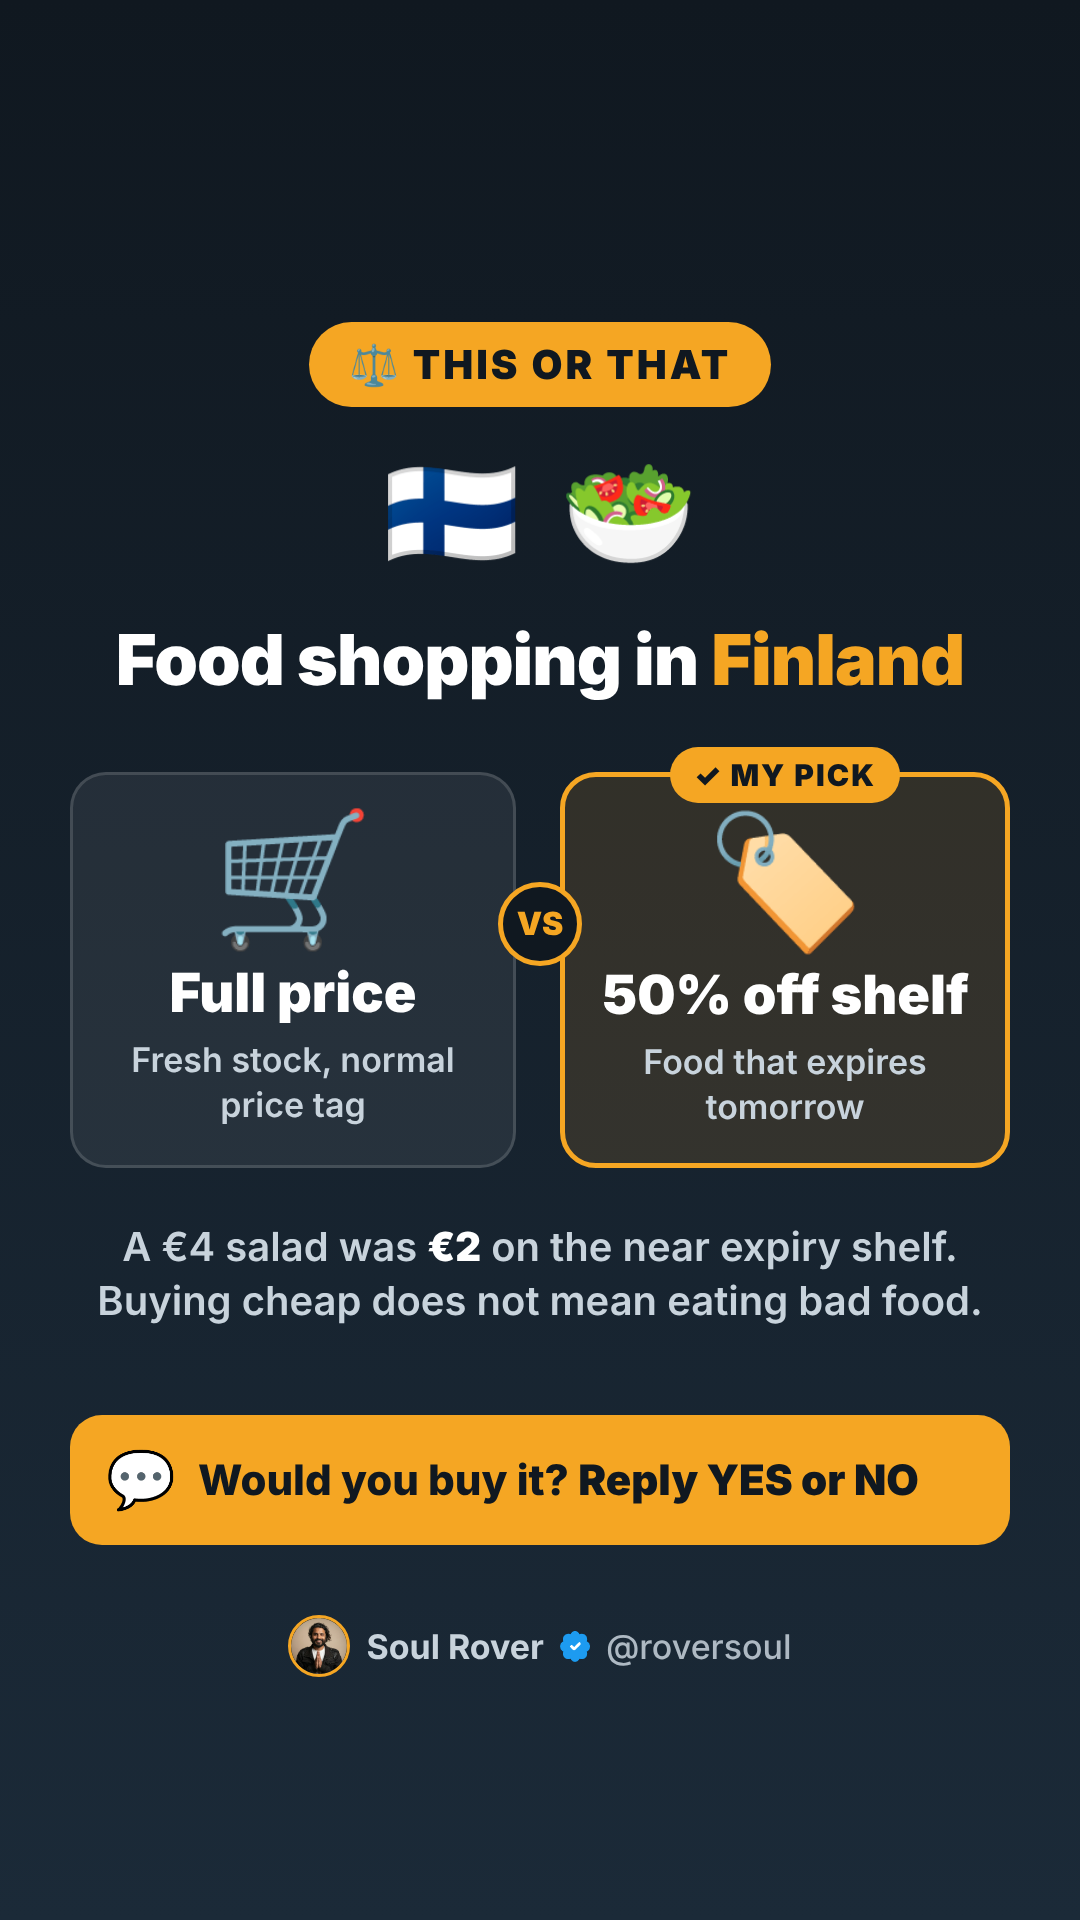 THIS OR THAT
Food shopping in Finland
MY PICK
VS
Full price
Fresh stock, normal
price tag
50% off shelf
Food that expires
tomorrow
A €4 salad was €2 on the near expiry shelf.
Buying cheap does not mean eating bad food.
Would you buy it? Reply YES or NO
Soul Rover @roversoul